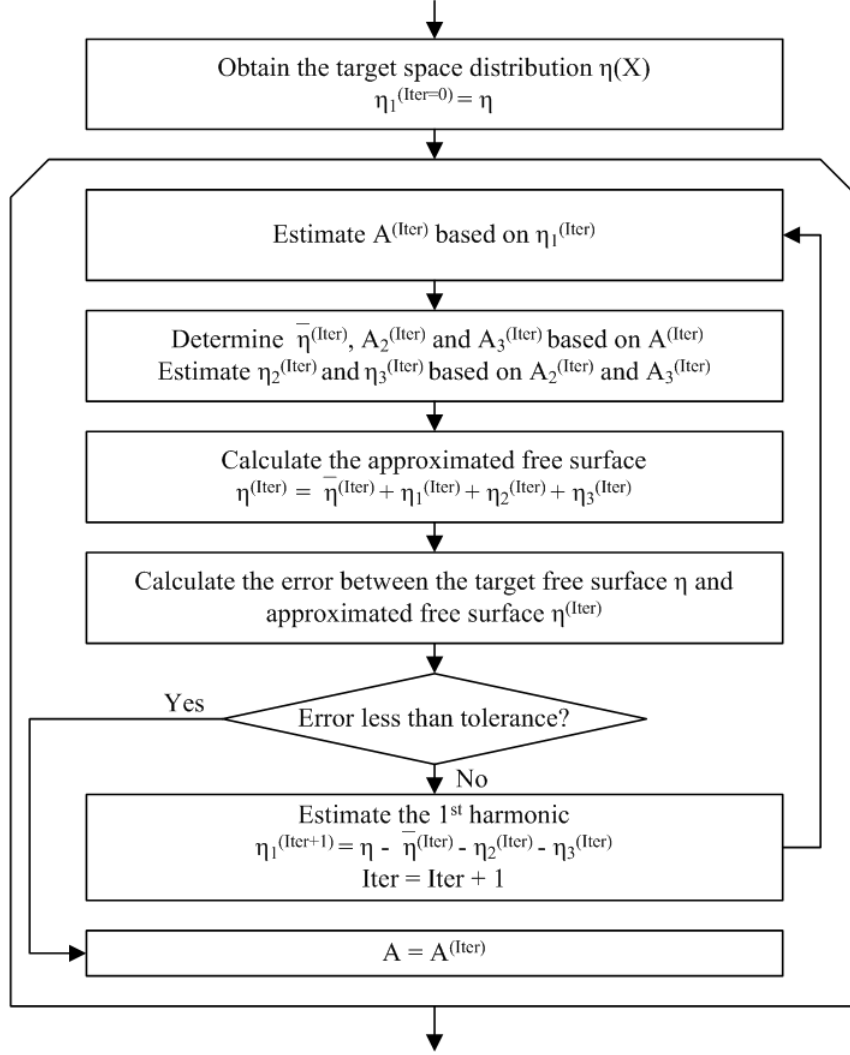 Obtain the target space distribution η(X)
η₁⁽ᴵᵗᵉʳ⁼⁰⁾ = η
Estimate A^(Iter) based on η₁^(Iter)
Determine η̅^(Iter), A₂^(Iter) and A₃^(Iter) based on A^(Iter)
Estimate η₂^(Iter) and η₃^(Iter) based on A₂^(Iter) and A₃^(Iter)
Calculate the approximated free surface
η^(Iter) = η̅^(Iter) + η₁^(Iter) + η₂^(Iter) + η₃^(Iter)
Calculate the error between the target free surface η and
approximated free surface η^(Iter)
Yes
Error less than tolerance?
No
Estimate the 1st harmonic
η₁^(Iter+1) = η - η̅^(Iter) - η₂^(Iter) - η₃^(Iter)
Iter = Iter + 1
A = A^(Iter)